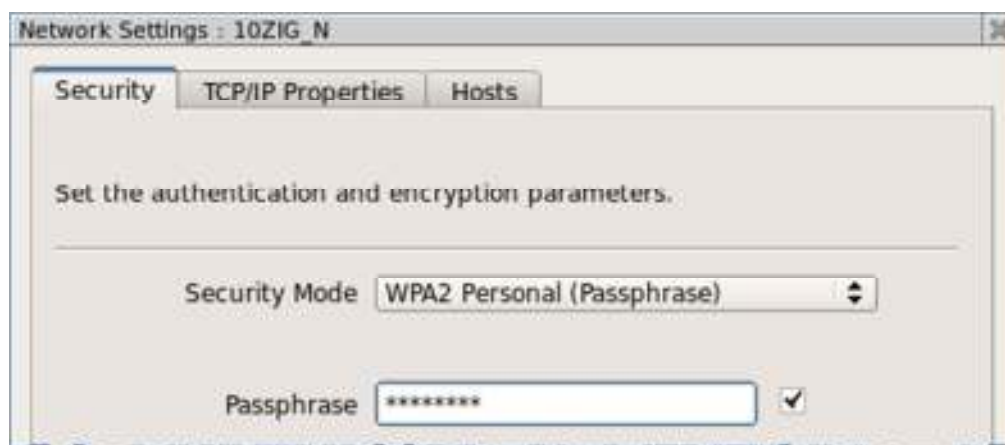 Network Settings : 10ZIG_N
Security TCP/IP Properties Hosts
Set the authentication and encryption parameters.
Security Mode WPA2 Personal (Passphrase)
Passphrase ********